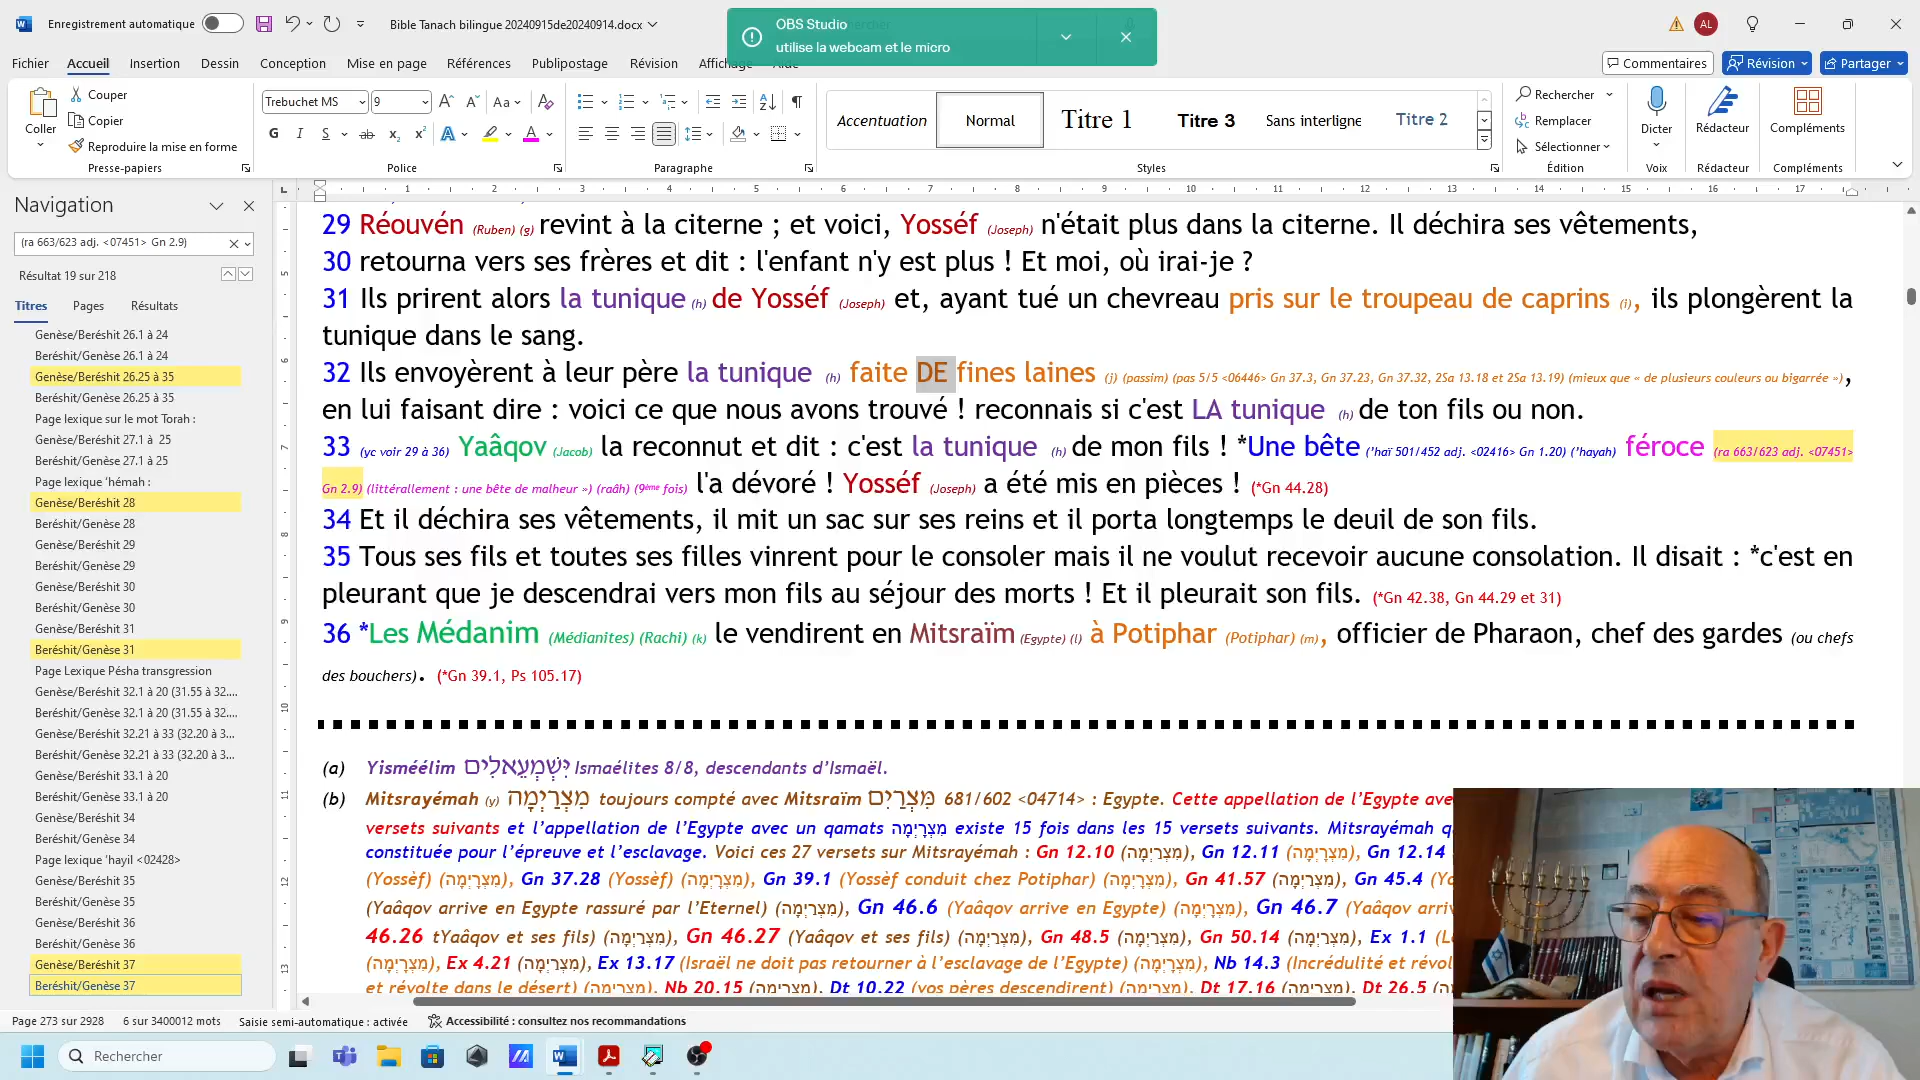 Enregistrement automatique
Bible Tanach bilingue 20240915de20240914.docx
OBS Studio
utilise la webcam et le micro
AL
Fichier Accueil Insertion Dessin Conception Mise en page Références Publipostage Révision Affichage Aide
Commentaires Révision Partager
Coller
Couper
Copier
Reproduire la mise en forme
Presse-papiers
Trebuchet MS 9
Police
Paragraphe
Accentuation Normal Titre 1 Titre 3 Sans interligne Titre 2
Styles
Rechercher
Remplacer
Sélectionner
Édition
Dicter
Voix
Rédacteur
Rédacteur
Compléments
Compléments
Navigation
(ra 663/623 adj. <07451> Gn 2.9)
Résultat 19 sur 218
Titres Pages Résultats
Genèse/Beréshit 26.1 à 24
Beréshit/Genèse 26.1 à 24
Genèse/Beréshit 26.25 à 35
Beréshit/Genèse 26.25 à 35
Page lexique sur le mot Torah :
Genèse/Beréshit 27.1 à 25
Beréshit/Genèse 27.1 à 25
Page lexique 'hémah :
Genèse/Beréshit 28
Beréshit/Genèse 28
Genèse/Beréshit 29
Beréshit/Genèse 29
Genèse/Beréshit 30
Beréshit/Genèse 30
Beréshit/Genèse 31
Genèse/Beréshit 31
Page Lexique Pésha transgression
Genèse/Beréshit 32.1 à 20 (31.55 à 32....
Beréshit/Genèse 32.1 à 20 (31.55 à 32....
Genèse/Beréshit 32.21 à 33 (32.20 à 3...
Beréshit/Genèse 32.21 à 33 (32.20 à 3...
Genèse/Beréshit 33.1 à 20
Beréshit/Genèse 33.1 à 20
Genèse/Beréshit 34
Beréshit/Genèse 34
Page lexique 'hayil <02428>
Genèse/Beréshit 35
Beréshit/Genèse 35
Genèse/Beréshit 36
Beréshit/Genèse 36
Genèse/Beréshit 37
Beréshit/Genèse 37
29 Réouvén (Ruben) (g) revint à la citerne ; et voici, Yosséf (Joseph) n'était plus dans la citerne. Il déchira ses vêtements,
30 retourna vers ses frères et dit : l'enfant n'y est plus ! Et moi, où irai-je ?
31 Ils prirent alors la tunique (h) de Yosséf (Joseph) et, ayant tué un chevreau pris sur le troupeau de caprins (i), ils plongèrent la
tunique dans le sang.
32 Ils envoyèrent à leur père la tunique (h) faite DE fines laines (j) (passim) (pas 5/5 <06446> Gn 37.3, Gn 37.23, Gn 37.32, 2Sa 13.18 et 2Sa 13.19) (mieux que « de plusieurs couleurs ou bigarrée »),
en lui faisant dire : voici ce que nous avons trouvé ! reconnais si c'est LA tunique (h) de ton fils ou non.
33 (yc voir 29 à 36) Yaâqov (Jacob) la reconnut et dit : c'est la tunique (h) de mon fils ! *Une bête ('haï 501/452 adj. <02416> Gn 1.20) ('hayah) féroce (ra 663/623 adj. <07451>
Gn 2.9) (littérallement : une bête de malheur ») (raâh) (9ème fois) l'a dévoré ! Yosséf (Joseph) a été mis en pièces ! (*Gn 44.28)
34 Et il déchira ses vêtements, il mit un sac sur ses reins et il porta longtemps le deuil de son fils.
35 Tous ses fils et toutes ses filles vinrent pour le consoler mais il ne voulut recevoir aucune consolation. Il disait : *c'est en
pleurant que je descendrai vers mon fils au séjour des morts ! Et il pleurait son fils. (*Gn 42.38, Gn 44.29 et 31)
36 *Les Médanim (Médianites) (Rachi) (k) le vendirent en Mitsraïm (Egypte) (l) à Potiphar (Potiphar) (m), officier de Pharaon, chef des gardes (ou chefs
des bouchers). (*Gn 39.1, Ps 105.17)
(a) Yisméélim יִּשְׁמְעֵאלִים Ismaélites 8/8, descendants d'Ismaël.
(b) Mitsrayémah (y) מִצְרַיְמָה toujours compté avec Mitsraïm מִּצְרַיִם 681/602 <04714> : Egypte. Cette appellation de l'Egypte ave
versets suivants et l'appellation de l'Egypte avec un qamats מִצְרָיְמָה existe 15 fois dans les 15 versets suivants. Mitsrayémah q
constituée pour l'épreuve et l'esclavage. Voici ces 27 versets sur Mitsrayémah : Gn 12.10 (מִצְרַיְמָה), Gn 12.11 (מִצְרָיְמָה), Gn 12.14
(Yossèf) (מִצְרָיְמָה), Gn 37.28 (Yossèf) (מִצְרָיְמָה), Gn 39.1 (Yossèf conduit chez Potiphar) (מִצְרָיְמָה), Gn 41.57 (מִצְרַיְמָה), Gn 45.4 (Yo
(Yaâqov arrive en Egypte rassuré par l'Eternel) (מִצְרַיְמָה), Gn 46.6 (Yaâqov arrive en Egypte) (מִצְרָיְמָה), Gn 46.7 (Yaâqov arriv
46.26 tYaâqov et ses fils) (מִצְרַיְמָה), Gn 46.27 (Yaâqov et ses fils) (מִצְרַיְמָה), Gn 48.5 (מִצְרַיְמָה), Gn 50.14 (מִצְרַיְמָה), Ex 1.1 (L
(מִצְרָיְמָה), Ex 4.21 (מִצְרַיְמָה), Ex 13.17 (Israël ne doit pas retourner à l'esclavage de l'Egypte) (מִצְרָיְמָה), Nb 14.3 (Incrédulité et révol
et révolte dans le désert) (מִצְרָיְמָה), Nb 20.15 (מִצְרַיְמָה), Dt 10.22 (vos pères descendirent) (מִצְרָיְמָה), Dt 17.16 (מִצְרַיְמָה), Dt 26.5
Page 273 sur 2928 6 sur 3400012 mots Saisie semi-automatique : activée Accessibilité : consultez nos recommandations
Rechercher